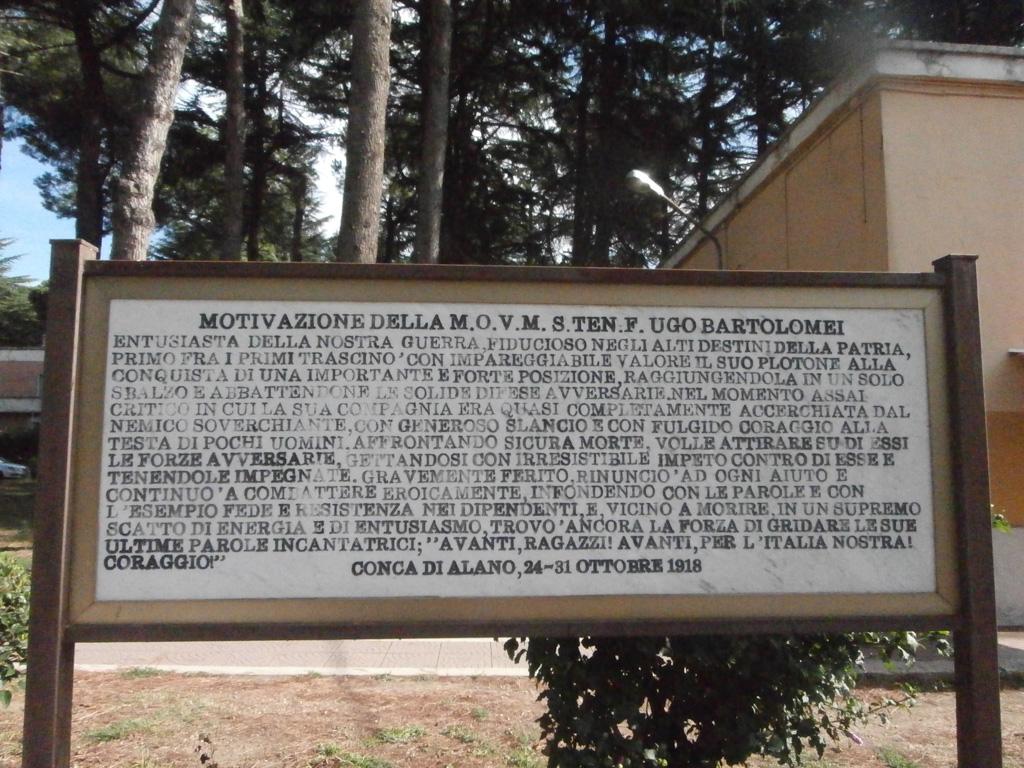 MOTIVAZIONE DELLA M.O.V.M. S.TEN.F. UGO BARTOLOMEI
ENTUSIASTA DELLA NOSTRA GUERRA, FIDUCIOSO NEGLI ALTI DESTINI DELLA PATRIA,
PRIMO FRA I PRIMI TRASCINO' CON IMPAREGGIABILE VALORE IL SUO PLOTONE ALLA
CONQUISTA DI UNA IMPORTANTE E FORTE POSIZIONE, RAGGIUNGENDOLA IN UN SOLO
SBALZO E ABBATTENDONE LE SOLIDE DIFESE AVVERSARIE. NEL MOMENTO ASSAI
CRITICO IN CUI LA SUA COMPAGNIA ERA QUASI COMPLETAMENTE ACCERCHIATA DAL
NEMICO SOVERCHIANTE, CON GENEROSO SLANCIO E CON FULGIDO CORAGGIO ALLA
TESTA DI POCHI UOMINI. AFFRONTANDO SICURA MORTE, VOLLE ATTIRARE SU DI ESSI
LE FORZE AVVERSARIE, GETTANDOSI CON IRRESISTIBILE IMPETO CONTRO DI ESSE E
TENENDOLE IMPEGNATE. GRAVEMENTE FERITO, RINUNCIO' AD OGNI AIUTO E
CONTINUO' A COMBATTERE EROICAMENTE, INFONDENDO CON LE PAROLE E CON
L'ESEMPIO FEDE E RESISTENZA NEI DIPENDENTI, E, VICINO A MORIRE, IN UN SUPREMO
SCATTO DI ENERGIA E DI ENTUSIASMO, TROVO' ANCORA LA FORZA DI GRIDARE LE SUE
ULTIME PAROLE INCANTATRICI; "AVANTI, RAGAZZI! AVANTI, PER L'ITALIA NOSTRA!
CORAGGIO!" CONCA DI ALANO, 24-31 OTTOBRE 1918